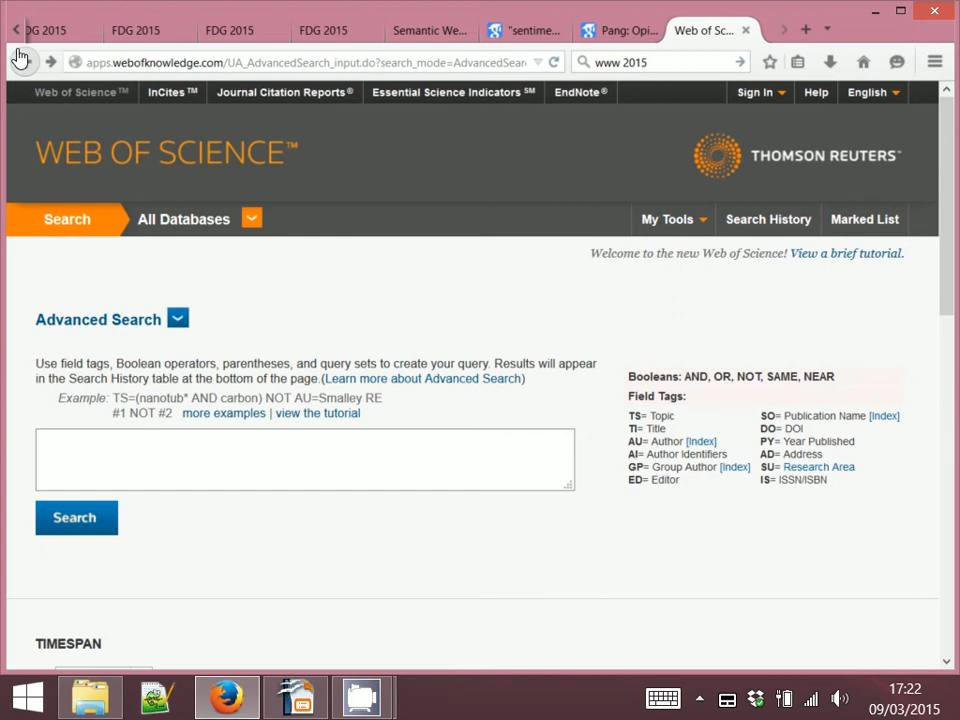 DG 2015 FDG 2015 FDG 2015 FDG 2015 Semantic We... "sentime... Pang: Opi... Web of Sc...
apps.webofknowledge.com/UA_AdvancedSearch_input.do?search_mode=AdvancedSear www 2015
Web of Science™ InCites™ Journal Citation Reports® Essential Science Indicators ℠ EndNote® Sign In Help English
WEB OF SCIENCE™ THOMSON REUTERS™
Search All Databases My Tools Search History Marked List
Welcome to the new Web of Science! View a brief tutorial.
Advanced Search
Use field tags, Boolean operators, parentheses, and query sets to create your query. Results will appear
in the Search History table at the bottom of the page.(Learn more about Advanced Search)
Example: TS=(nanotub* AND carbon) NOT AU=Smalley RE
#1 NOT #2 more examples | view the tutorial
Search
Booleans: AND, OR, NOT, SAME, NEAR
Field Tags:
TS= Topic
TI= Title
AU= Author [Index]
AI= Author Identifiers
GP= Group Author [Index]
ED= Editor
SO= Publication Name [Index]
DO= DOI
PY= Year Published
AD= Address
SU= Research Area
IS= ISSN/ISBN
TIMESPAN
17:22
09/03/2015